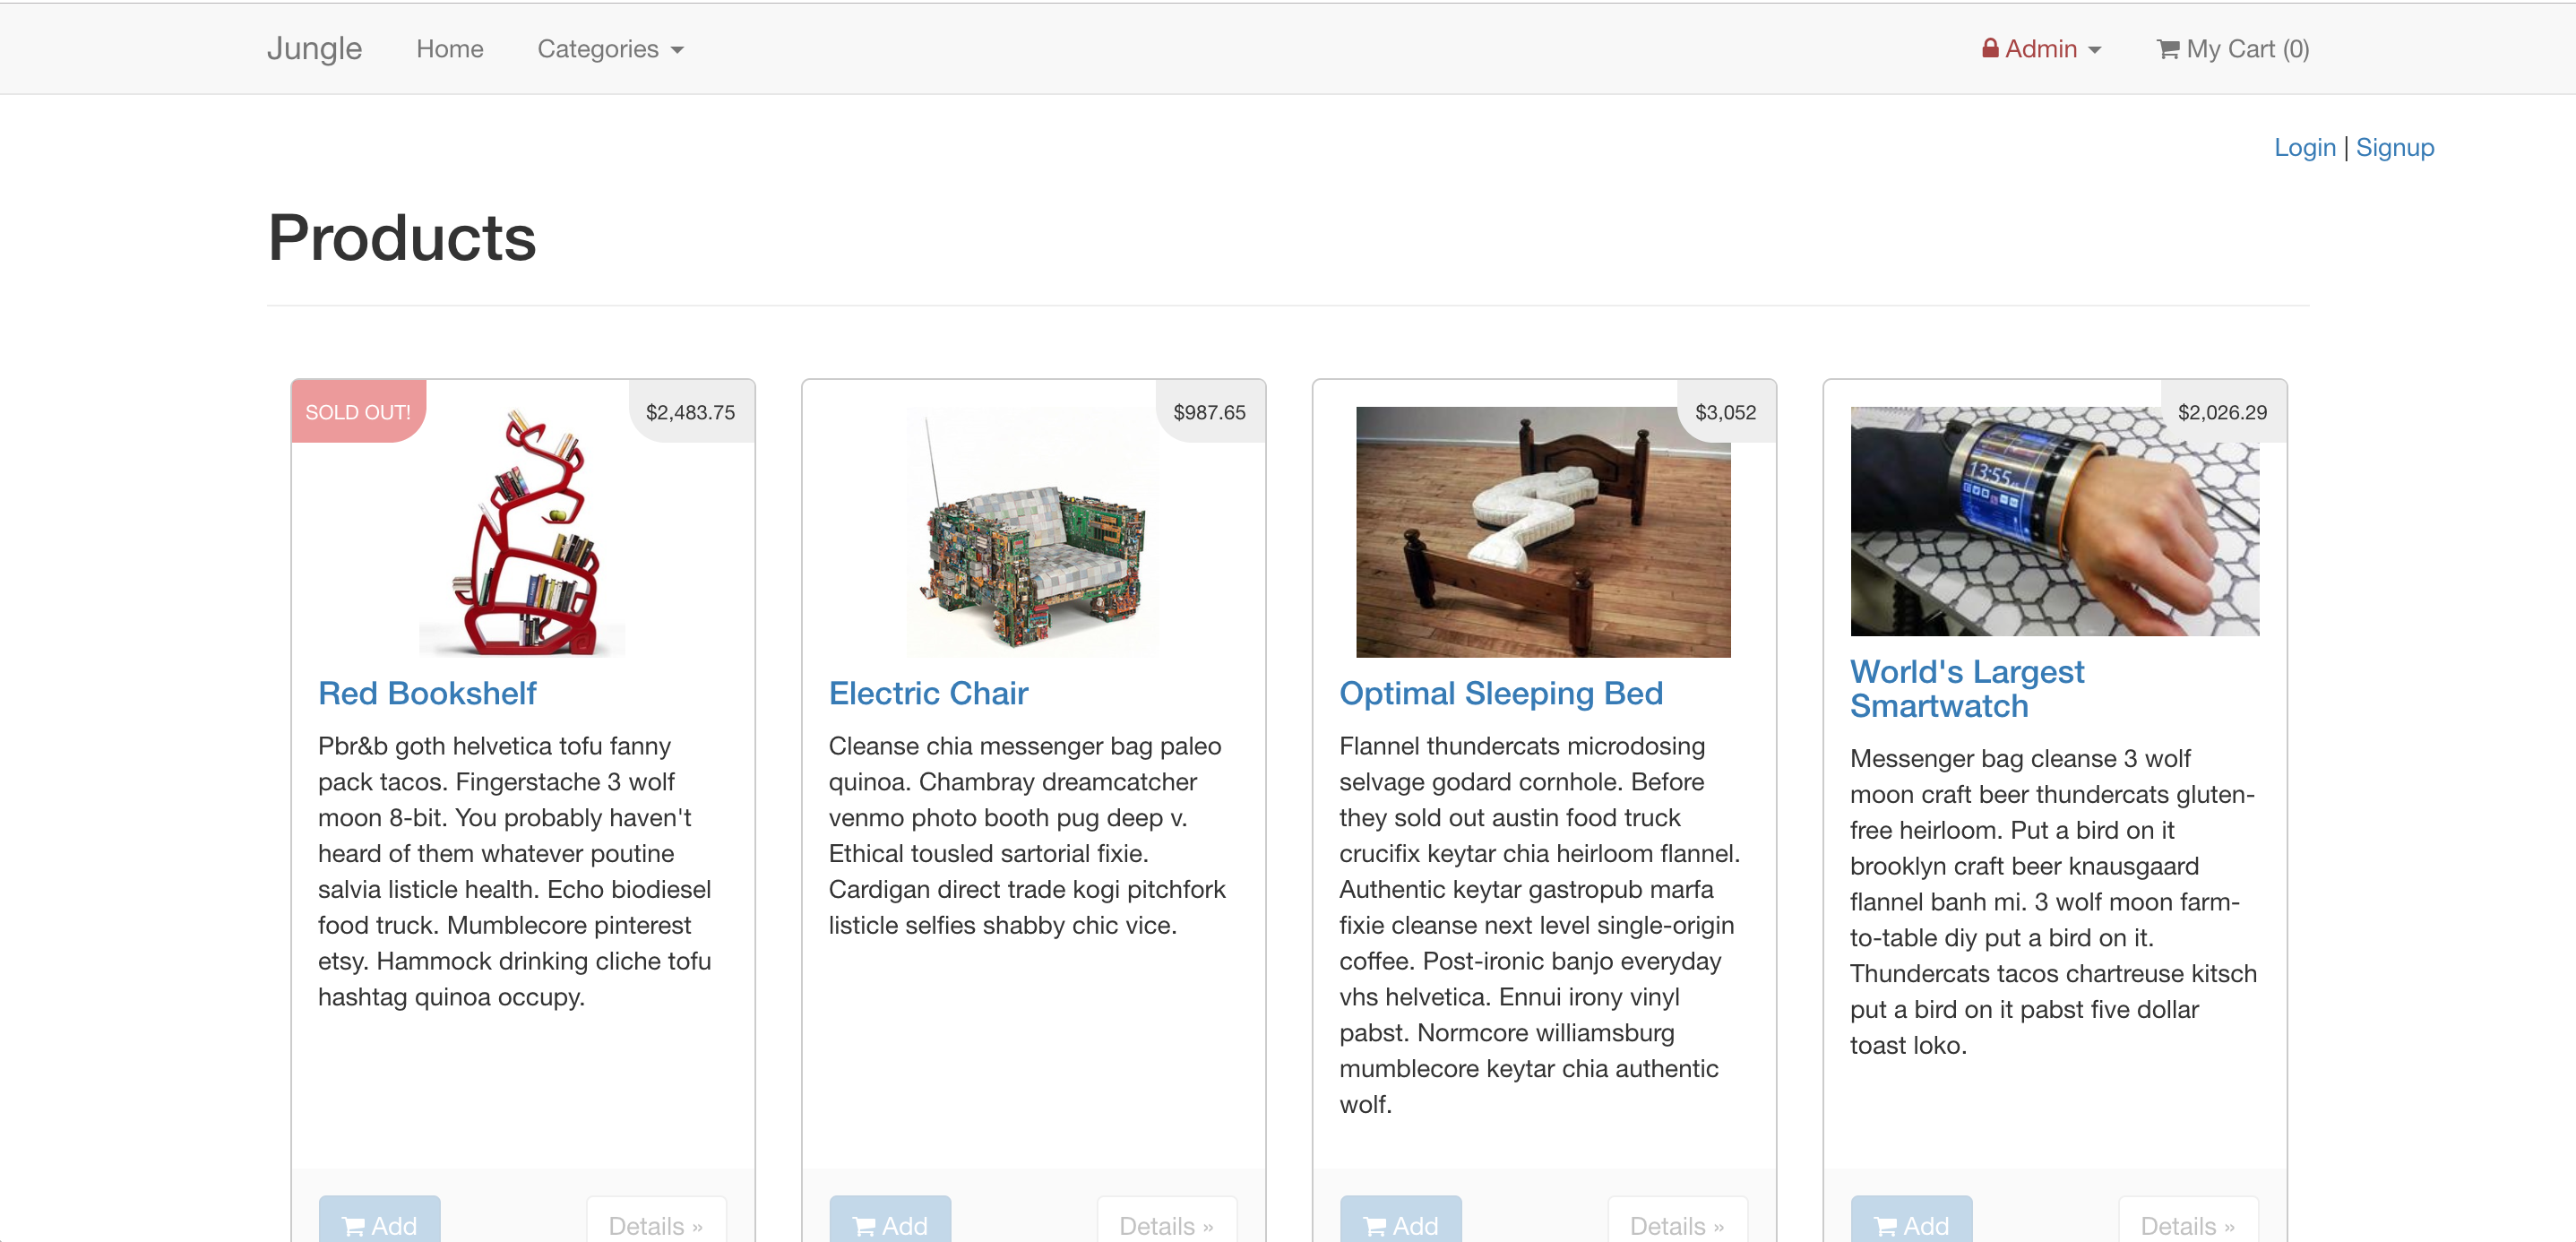 Jungle Home Categories Admin My Cart (0)
Login | Signup
Products
SOLD OUT!
$2,483.75
Red Bookshelf
Pbr&b goth helvetica tofu fanny
pack tacos. Fingerstache 3 wolf
moon 8-bit. You probably haven't
heard of them whatever poutine
salvia listicle health. Echo biodiesel
food truck. Mumblecore pinterest
etsy. Hammock drinking cliche tofu
hashtag quinoa occupy.
Add Details »
$987.65
Electric Chair
Cleanse chia messenger bag paleo
quinoa. Chambray dreamcatcher
venmo photo booth pug deep v.
Ethical tousled sartorial fixie.
Cardigan direct trade kogi pitchfork
listicle selfies shabby chic vice.
Add Details »
$3,052
Optimal Sleeping Bed
Flannel thundercats microdosing
selvage godard cornhole. Before
they sold out austin food truck
crucifix keytar chia heirloom flannel.
Authentic keytar gastropub marfa
fixie cleanse next level single-origin
coffee. Post-ironic banjo everyday
vhs helvetica. Ennui irony vinyl
pabst. Normcore williamsburg
mumblecore keytar chia authentic
wolf.
Add Details »
$2,026.29
13:55
World's Largest
Smartwatch
Messenger bag cleanse 3 wolf
moon craft beer thundercats gluten-
free heirloom. Put a bird on it
brooklyn craft beer knausgaard
flannel banh mi. 3 wolf moon farm-
to-table diy put a bird on it.
Thundercats tacos chartreuse kitsch
put a bird on it pabst five dollar
toast loko.
Add Details »